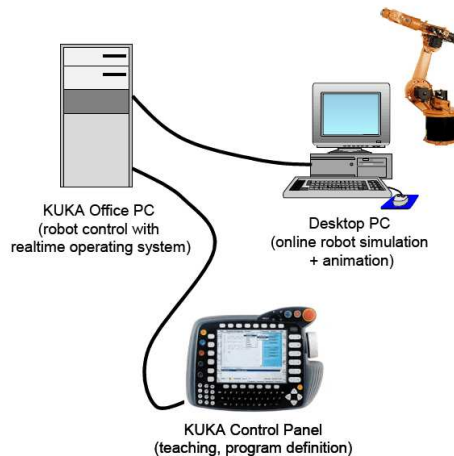 KUKA Office PC
(robot control with
realtime operating system)
Desktop PC
(online robot simulation
+ animation)
KUKA Control Panel
(teaching, program definition)